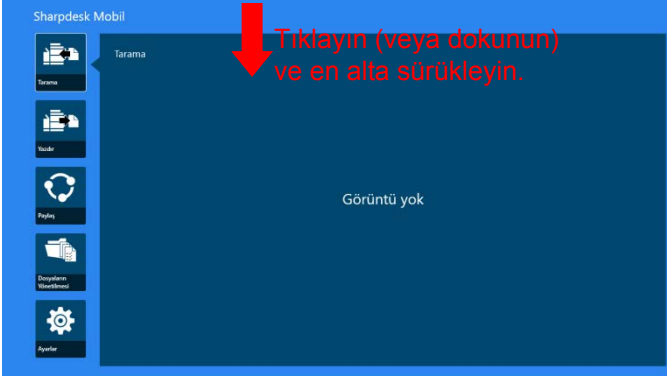 Sharpdesk Mobil
Tıklayın (veya dokunun)
ve en alta sürükleyin.
Tarama
Tarama
Yazdır
Görüntü yok
Paylaş
Dosyaların
Yönetilmesi
Ayarlar